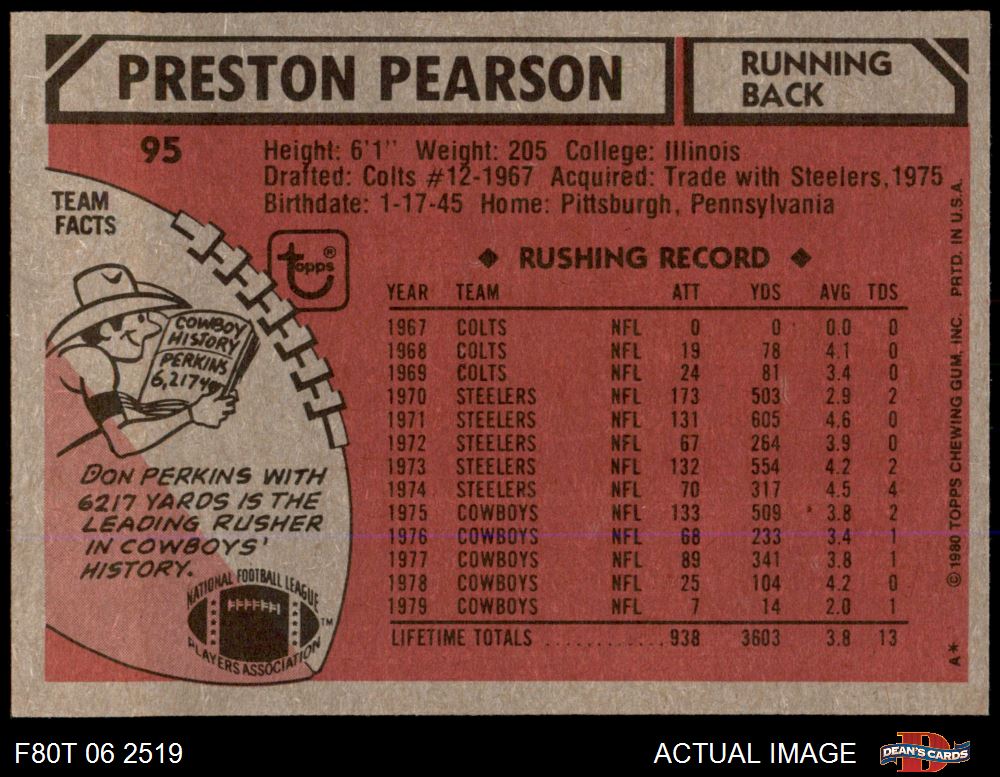 PRESTON PEARSON
RUNNING
BACK
95
Height: 6'1" Weight: 205 College: Illinois
Drafted: Colts #12-1967 Acquired: Trade with Steelers, 1975
Birthdate: 1-17-45 Home: Pittsburgh, Pennsylvania
TEAM
FACTS
topps®
COWBOY
HISTORY
PERKINS
6,217 YDS
DON PERKINS WITH
6217 YARDS IS THE
LEADING RUSHER
IN COWBOYS'
HISTORY.
NATIONAL FOOTBALL LEAGUE
PLAYERS ASSOCIATION
TM
◆ RUSHING RECORD ◆
YEAR TEAM ATT YDS AVG TDS
1967 COLTS NFL 0 0 0.0 0
1968 COLTS NFL 19 78 4.1 0
1969 COLTS NFL 24 81 3.4 0
1970 STEELERS NFL 173 503 2.9 2
1971 STEELERS NFL 131 605 4.6 0
1972 STEELERS NFL 67 264 3.9 0
1973 STEELERS NFL 132 554 4.2 2
1974 STEELERS NFL 70 317 4.5 4
1975 COWBOYS NFL 133 509 3.8 2
1976 COWBOYS NFL 68 233 3.4 1
1977 COWBOYS NFL 89 341 3.8 1
1978 COWBOYS NFL 25 104 4.2 0
1979 COWBOYS NFL 7 14 2.0 1
LIFETIME TOTALS ............ 938 3603 3.8 13
A* © 1980 TOPPS CHEWING GUM, INC. PRTD. IN U.S.A.
F80T 06 2519
ACTUAL IMAGE
DEAN'S CARDS